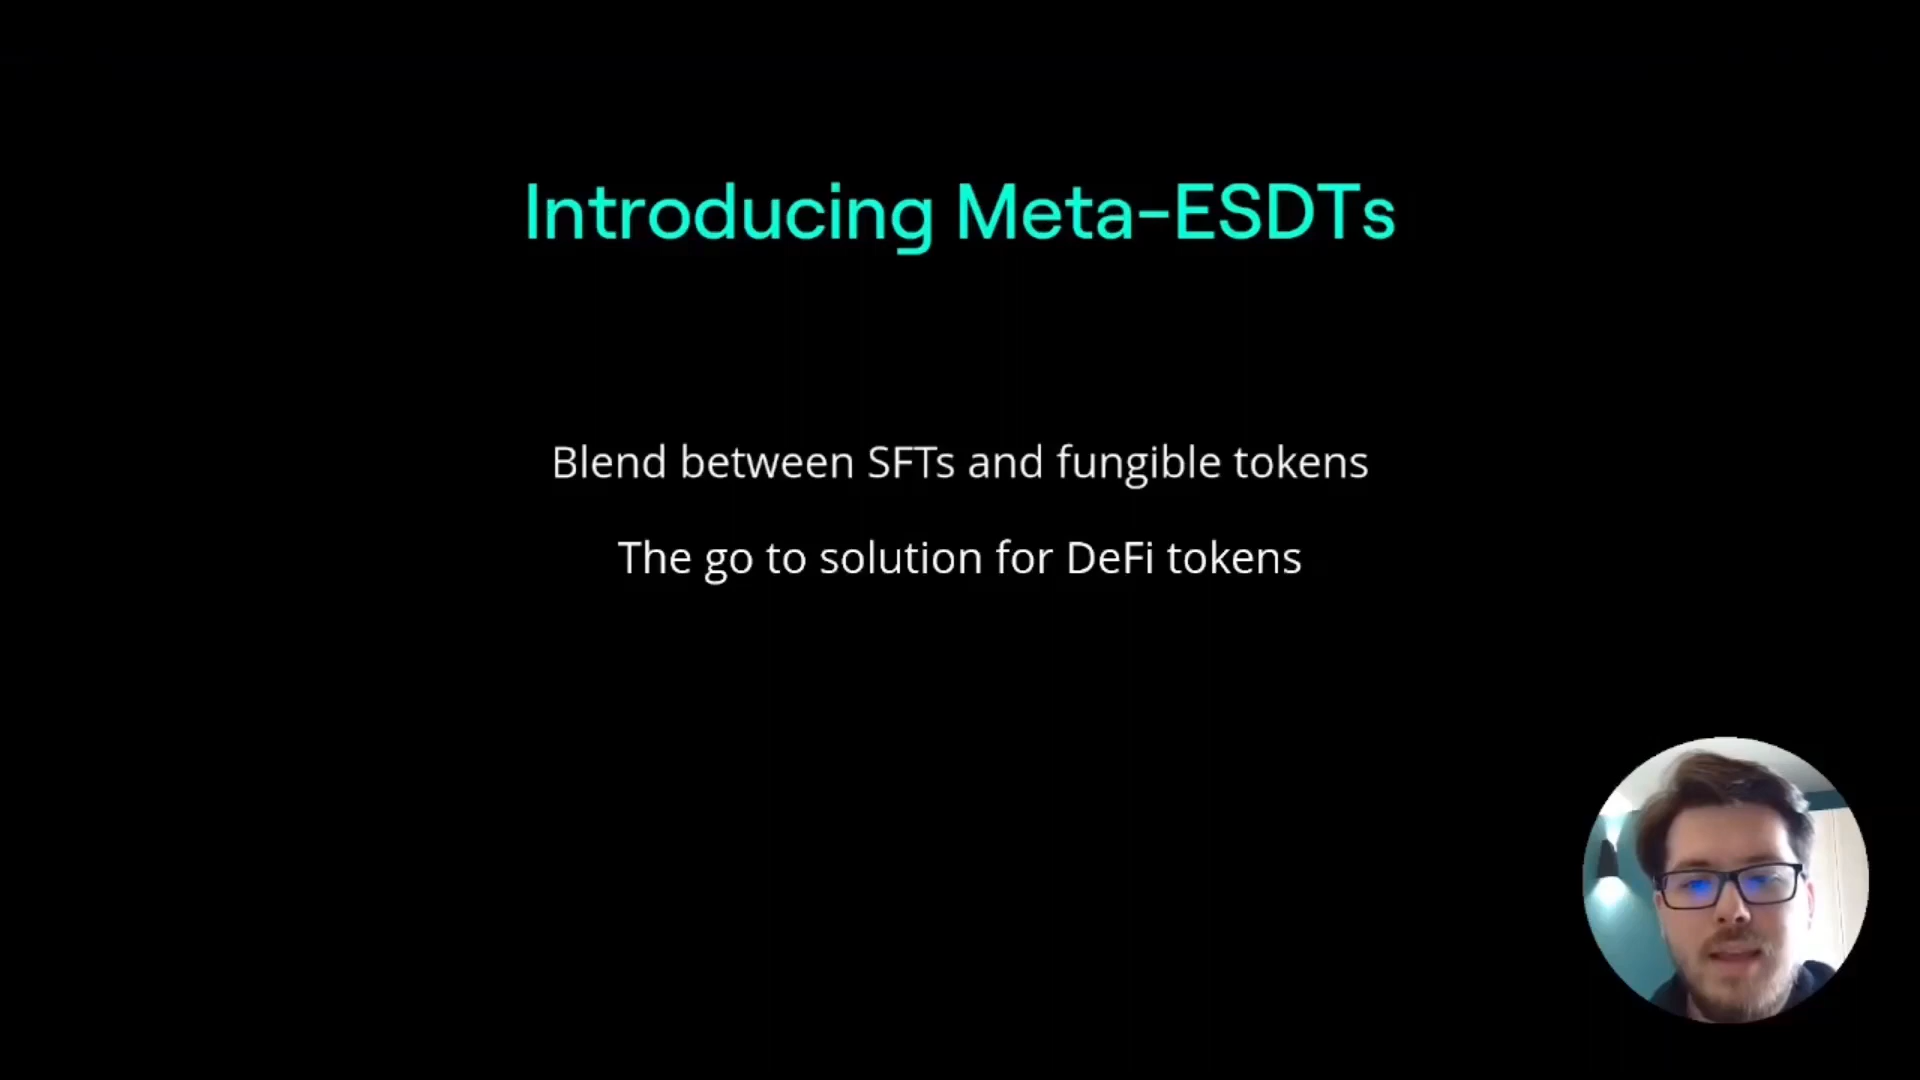 Introducing Meta-ESDTs
Blend between SFTs and fungible tokens
The go to solution for DeFi tokens